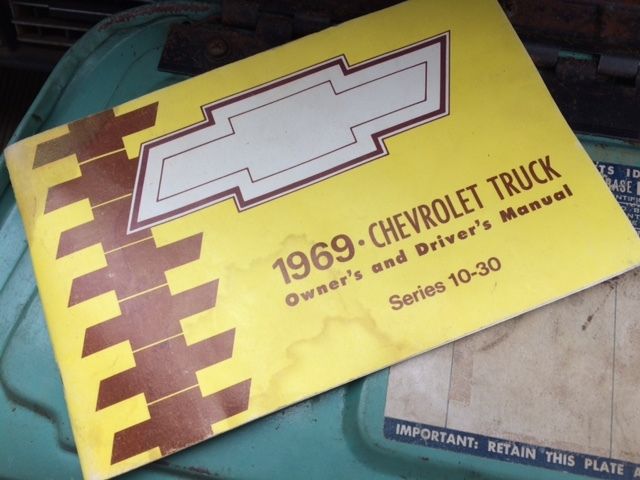 1969 • CHEVROLET TRUCK
Owner's and Driver's Manual
Series 10-30
IMPORTANT: RETAIN THIS PLATE